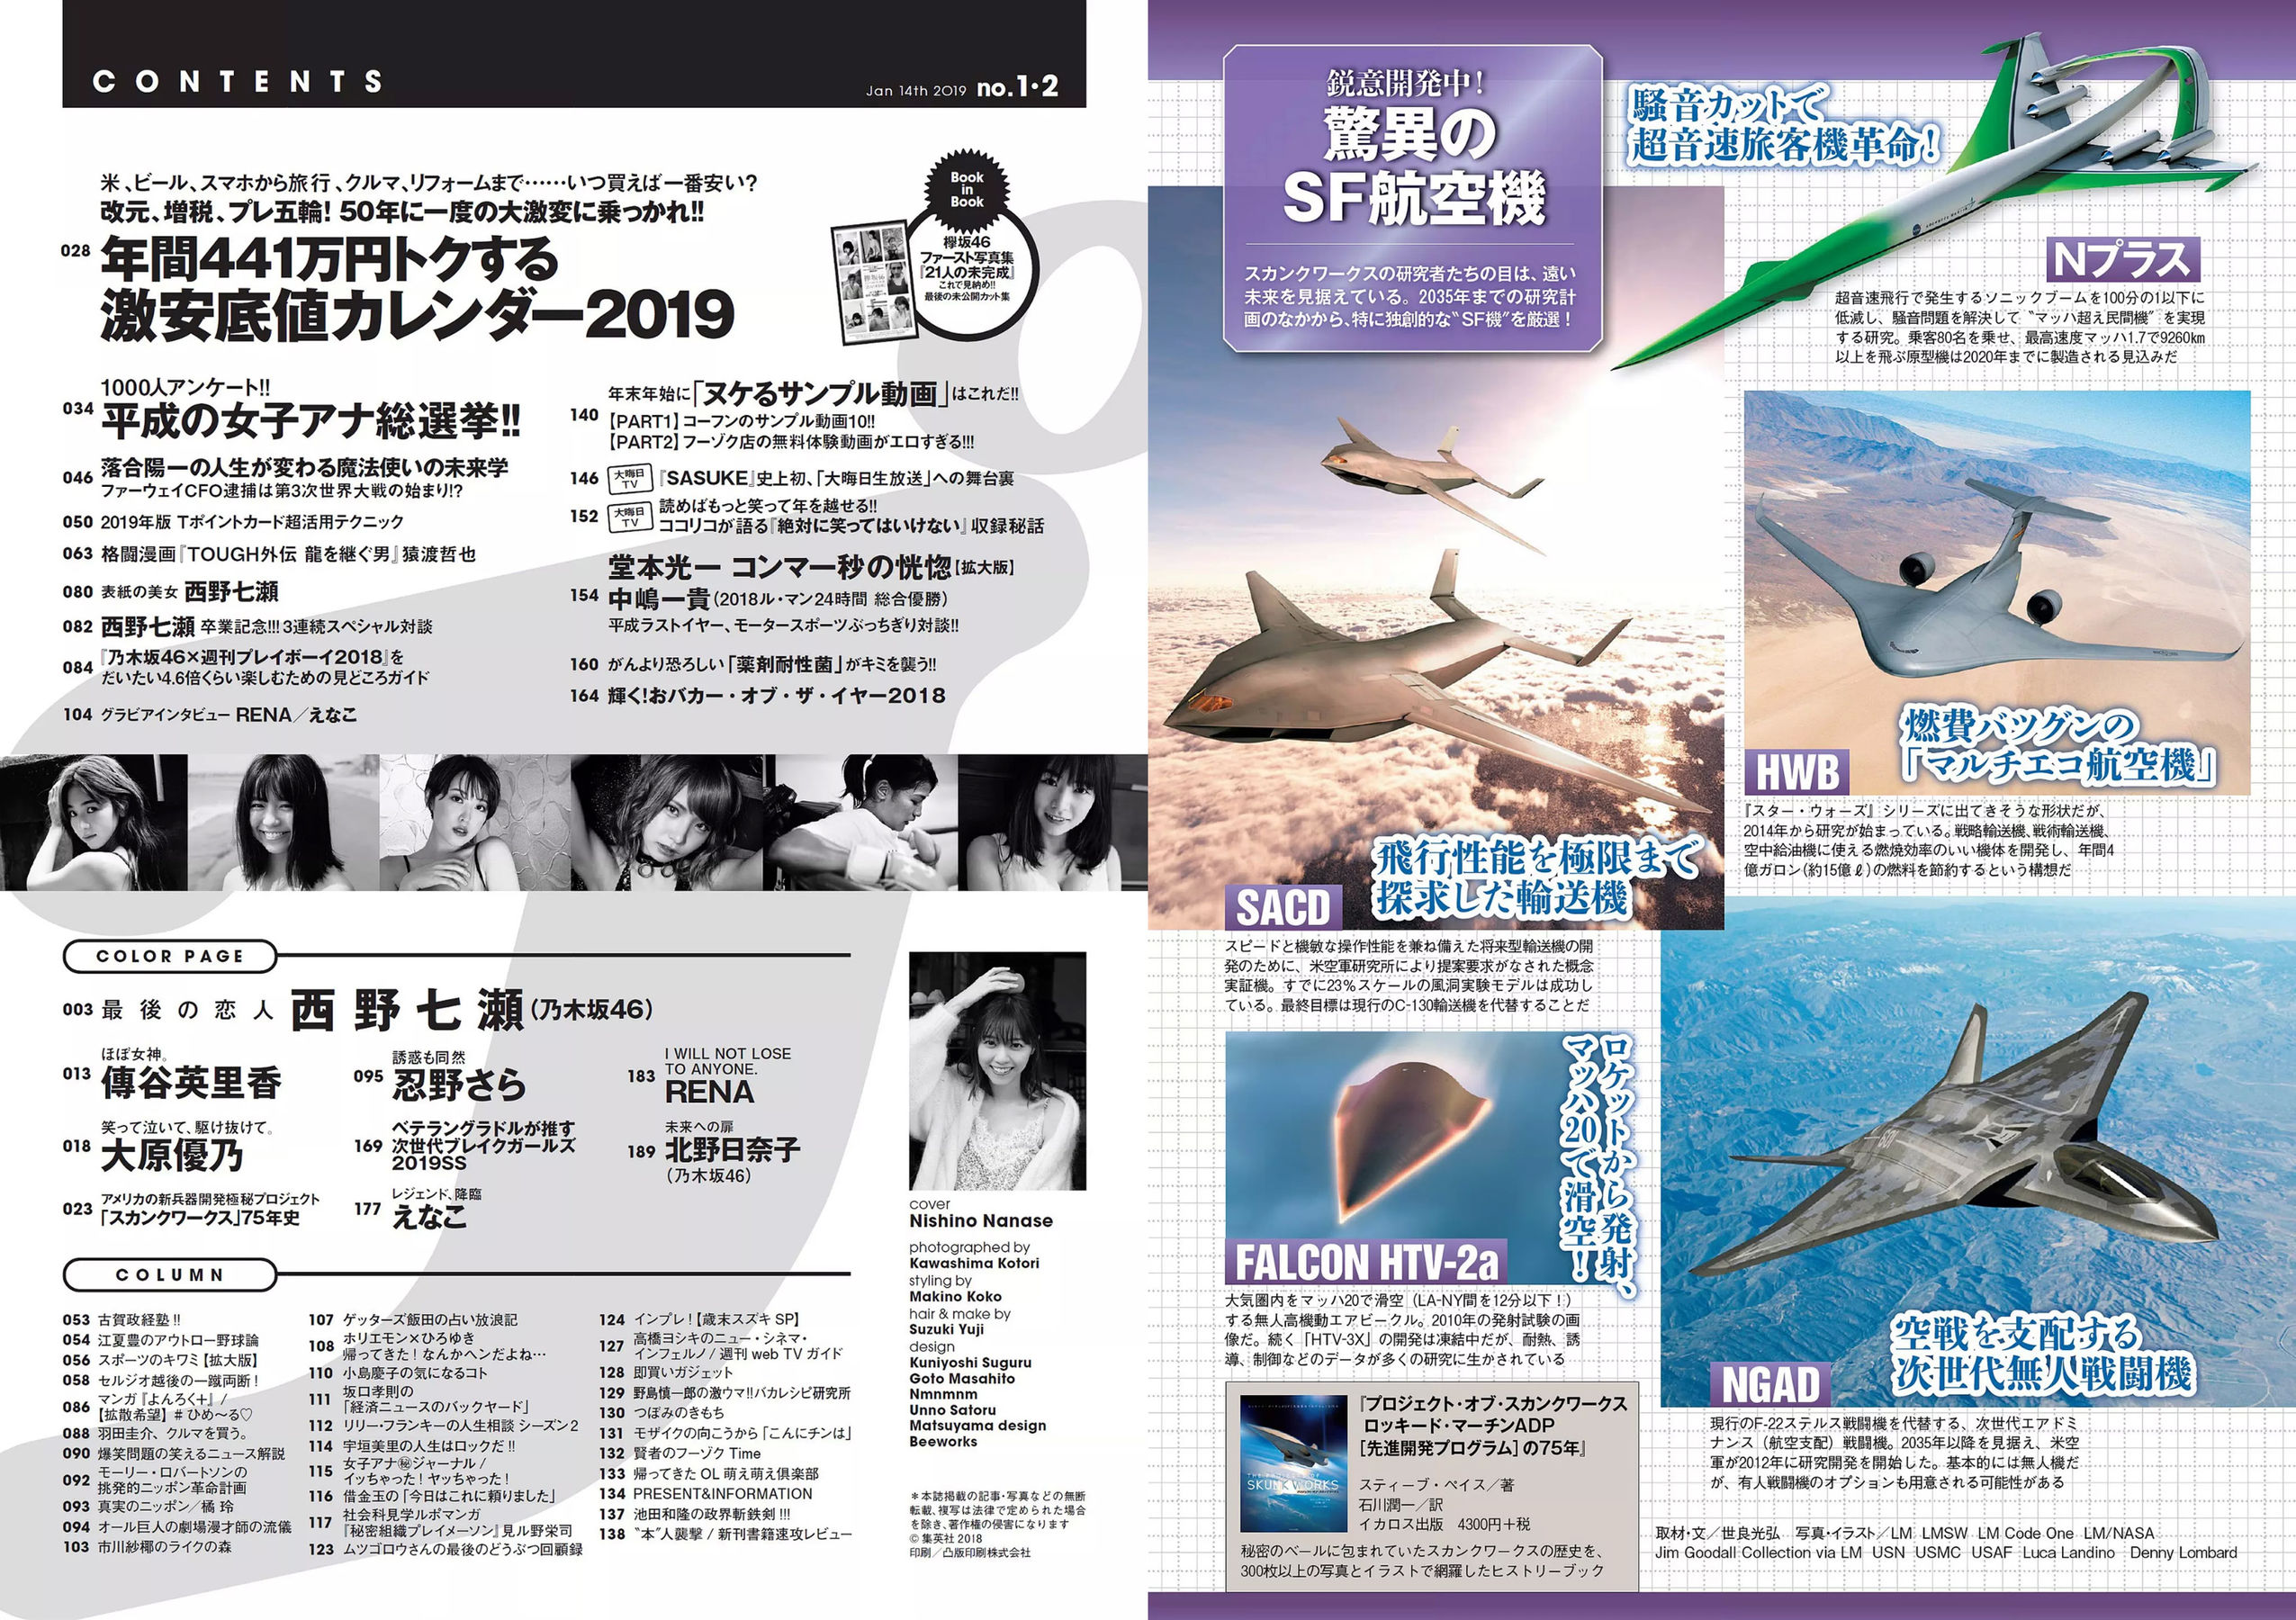 CONTENTS
Jan 14th 2019 no.1・2
米、ビール、スマホから旅行、クルマ、リフォームまで……いつ買えば一番安い?
改元、増税、プレ五輪! 50年に一度の大激変に乗っかれ!!
028 年間441万円トクする
激安底値カレンダー2019
Book
in
Book
欅坂46
ファースト写真集
『21人の未完成』
これで見納め!!
最後の未公開カット集
1000人アンケート!!
034 平成の女子アナ総選挙!!
046 落合陽一の人生が変わる魔法使いの未来学
ファーウェイCFO逮捕は第3次世界大戦の始まり!?
050 2019年版 Tポイントカード超活用テクニック
063 格闘漫画『TOUGH外伝 龍を継ぐ男』猿渡哲也
080 表紙の美女 西野七瀬
082 西野七瀬 卒業記念!!! 3連続スペシャル対談
084 『乃木坂46×週刊プレイボーイ2018』を
だいたい4.6倍くらい楽しむための見どころガイド
104 グラビアインタビュー RENA／えなこ
年末年始に「ヌケるサンプル動画」はこれだ!!
140 【PART1】コーフンのサンプル動画10!!
【PART2】フーゾク店の無料体験動画がエロすぎる!!!
146 大晦日TV 『SASUKE』史上初、「大晦日生放送」への舞台裏
152 大晦日TV 読めばもっと笑って年を越せる!!
ココリコが語る『絶対に笑ってはいけない』収録秘話
堂本光一 コンマ一秒の恍惚【拡大版】
154 中嶋一貴(2018ル・マン24時間 総合優勝)
平成ラストイヤー、モータースポーツぶっちぎり対談!!
160 がんより恐ろしい「薬剤耐性菌」がキミを襲う!!
164 輝く!おバカー・オブ・ザ・イヤー2018
COLOR PAGE
003 最後の恋人 西野七瀬(乃木坂46)
ほぼ女神。
013 傳谷英里香
笑って泣いて、駆け抜けて。
018 大原優乃
アメリカの新兵器開発極秘プロジェクト
023 「スカンクワークス」75年史
誘惑も同然
095 忍野さら
ベテラングラドルが推す
169 次世代ブレイクガールズ
2019SS
レジェンド、降臨
177 えなこ
I WILL NOT LOSE
TO ANYONE.
183 RENA
未来への扉
189 北野日奈子
(乃木坂46)
COLUMN
053 古賀政経塾!!
054 江夏豊のアウトロー野球論
056 スポーツのキワミ【拡大版】
058 セルジオ越後の一蹴両断!
086 マンガ『よんろく+』/
【拡散希望】#ひめ〜る♡
088 羽田圭介、クルマを買う。
090 爆笑問題の笑えるニュース解説
092 モーリー・ロバートソンの
挑発的ニッポン革命計画
093 真実のニッポン／橘 玲
094 オール巨人の劇場漫才師の流儀
103 市川紗椰のライクの森
107 ゲッターズ飯田の占い放浪記
108 ホリエモン×ひろゆき
帰ってきた!なんかヘンだよね…
110 小島慶子の気になるコト
111 坂口孝則の
「経済ニュースのバックヤード」
112 リリー・フランキーの人生相談 シーズン2
114 宇垣美里の人生はロックだ!!
115 女子アナ㊙ジャーナル/
イッちゃった!ヤッちゃった!
116 借金玉の「今日はこれに頼りました」
117 社会科見学ルポマンガ
『秘密組織プレイメーソン』見ル野栄司
123 ムツゴロウさんの最後のどうぶつ回顧録
124 インプレ!【歳末スズキ SP】
127 高橋ヨシキのニュー・シネマ・
インフェルノ / 週刊 web TV ガイド
128 即買いガジェット
129 野島慎一郎の激ウマ!!バカレシピ研究所
130 つぼみのきもち
131 モザイクの向こうから「こんにチンは」
132 賢者のフーゾク Time
133 帰ってきた OL 萌え萌え倶楽部
134 PRESENT&INFORMATION
137 池田和隆の政界斬鉄剣!!!
138 “本”人襲撃 / 新刊書籍速攻レビュー
cover
Nishino Nanase
photographed by
Kawashima Kotori
styling by
Makino Koko
hair & make by
Suzuki Yuji
design
Kuniyoshi Suguru
Goto Masahito
Nmnmnm
Unno Satoru
Matsuyama design
Beeworks
＊本誌掲載の記事・写真などの無断
転載、複写は法律で定められた場合
を除き、著作権の侵害になります
© 集英社 2018
印刷／凸版印刷株式会社
鋭意開発中!
驚異の
SF航空機
スカンクワークスの研究者たちの目は、遠い
未来を見据えている。2035年までの研究計
画のなかから、特に独創的な“SF機”を厳選!
騒音カットで
超音速旅客機革命!
Nプラス
超音速飛行で発生するソニックブームを100分の1以下に
低減し、騒音問題を解決して“マッハ超え民間機”を実現
する研究。乗客80名を乗せ、最高速度マッハ1.7で9260km
以上を飛ぶ原型機は2020年までに製造される見込みだ
燃費バツグンの
「マルチエコ航空機」
HWB
『スター・ウォーズ』シリーズに出てきそうな形状だが、
2014年から研究が始まっている。戦略輸送機、戦術輸送機、
空中給油機に使える燃焼効率のいい機体を開発し、年間4
億ガロン(約15億ℓ)の燃料を節約するという構想だ
飛行性能を極限まで
探求した輸送機
SACD
スピードと機敏な操作性能を兼ね備えた将来型輸送機の開
発のために、米空軍研究所により提案要求がなされた概念
実証機。すでに23%スケールの風洞実験モデルは成功し
ている。最終目標は現行のC-130輸送機を代替することだ
ロケットから発射、
マッハ20で滑空!
FALCON HTV-2a
大気圏内をマッハ20で滑空(LA-NY間を12分以下!)
する無人高機動エアビークル。2010年の発射試験の画
像だ。続く「HTV-3X」の開発は凍結中だが、耐熱、誘
導、制御などのデータが多くの研究に生かされている
空戦を支配する
次世代無人戦闘機
NGAD
現行のF-22ステルス戦闘機を代替する、次世代エアドミ
ナンス(航空支配)戦闘機。2035年以降を見据え、米空
軍が2012年に研究開発を開始した。基本的には無人機だ
が、有人戦闘機のオプションも用意される可能性がある
SKUNK WORKS
『プロジェクト・オブ・スカンクワークス
ロッキード・マーチンADP
[先進開発プログラム]の75年』
スティーブ・ペイス／著
石川潤一／訳
イカロス出版 4300円+税
秘密のベールに包まれていたスカンクワークスの歴史を、
300枚以上の写真とイラストで網羅したヒストリーブック
取材・文／世良光弘 写真・イラスト／LM LMSW LM Code One LM/NASA
Jim Goodall Collection via LM USN USMC USAF Luca Landino Denny Lombard